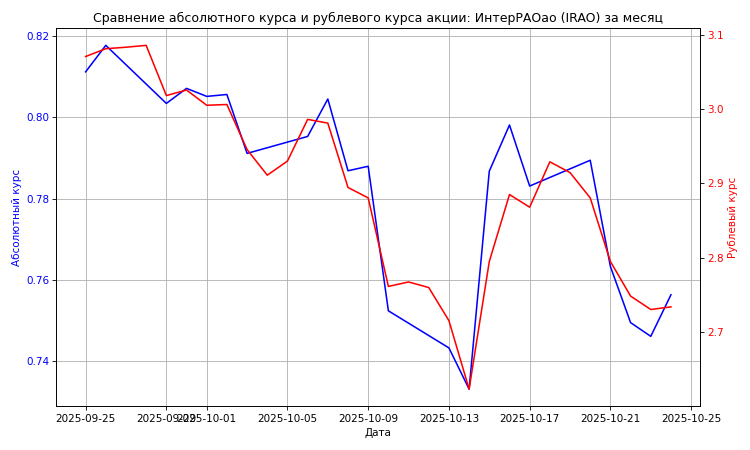 Сравнение абсолютного курса и рублевого курса акции: ИнтерРАОао (IRAO) за месяц
0.82
0.80
0.78
0.76
0.74
Абсолютный курс
3.1
3.0
2.9
2.8
2.7
Рублевый курс
2025-09-25 2025-09-29 2025-10-01 2025-10-05 2025-10-09 2025-10-13 2025-10-17 2025-10-21 2025-10-25
Дата